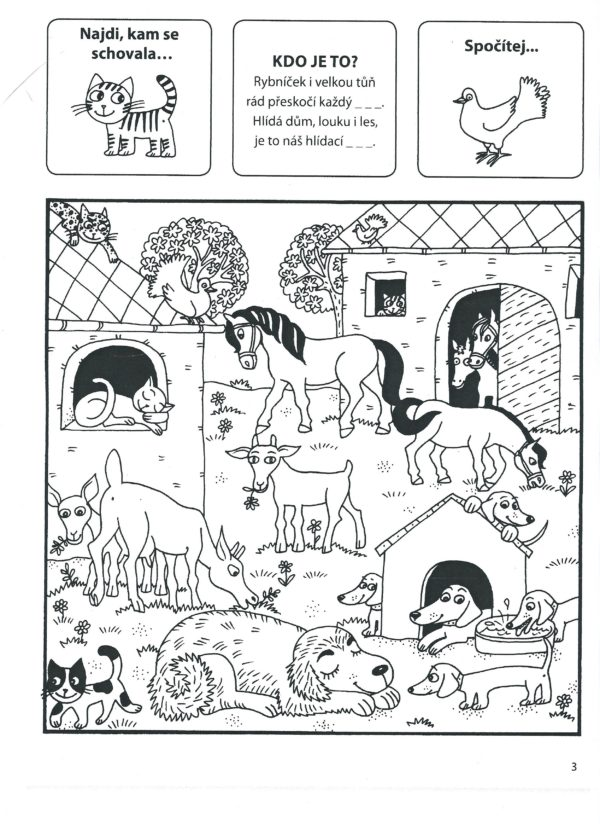 Najdi, kam se
schovala…
KDO JE TO?
Rybníček i velkou tůň
rád přeskočí každý _ _ _.
Hlídá dům, louku i les,
je to náš hlídací _ _ _.
Spočítej...
3